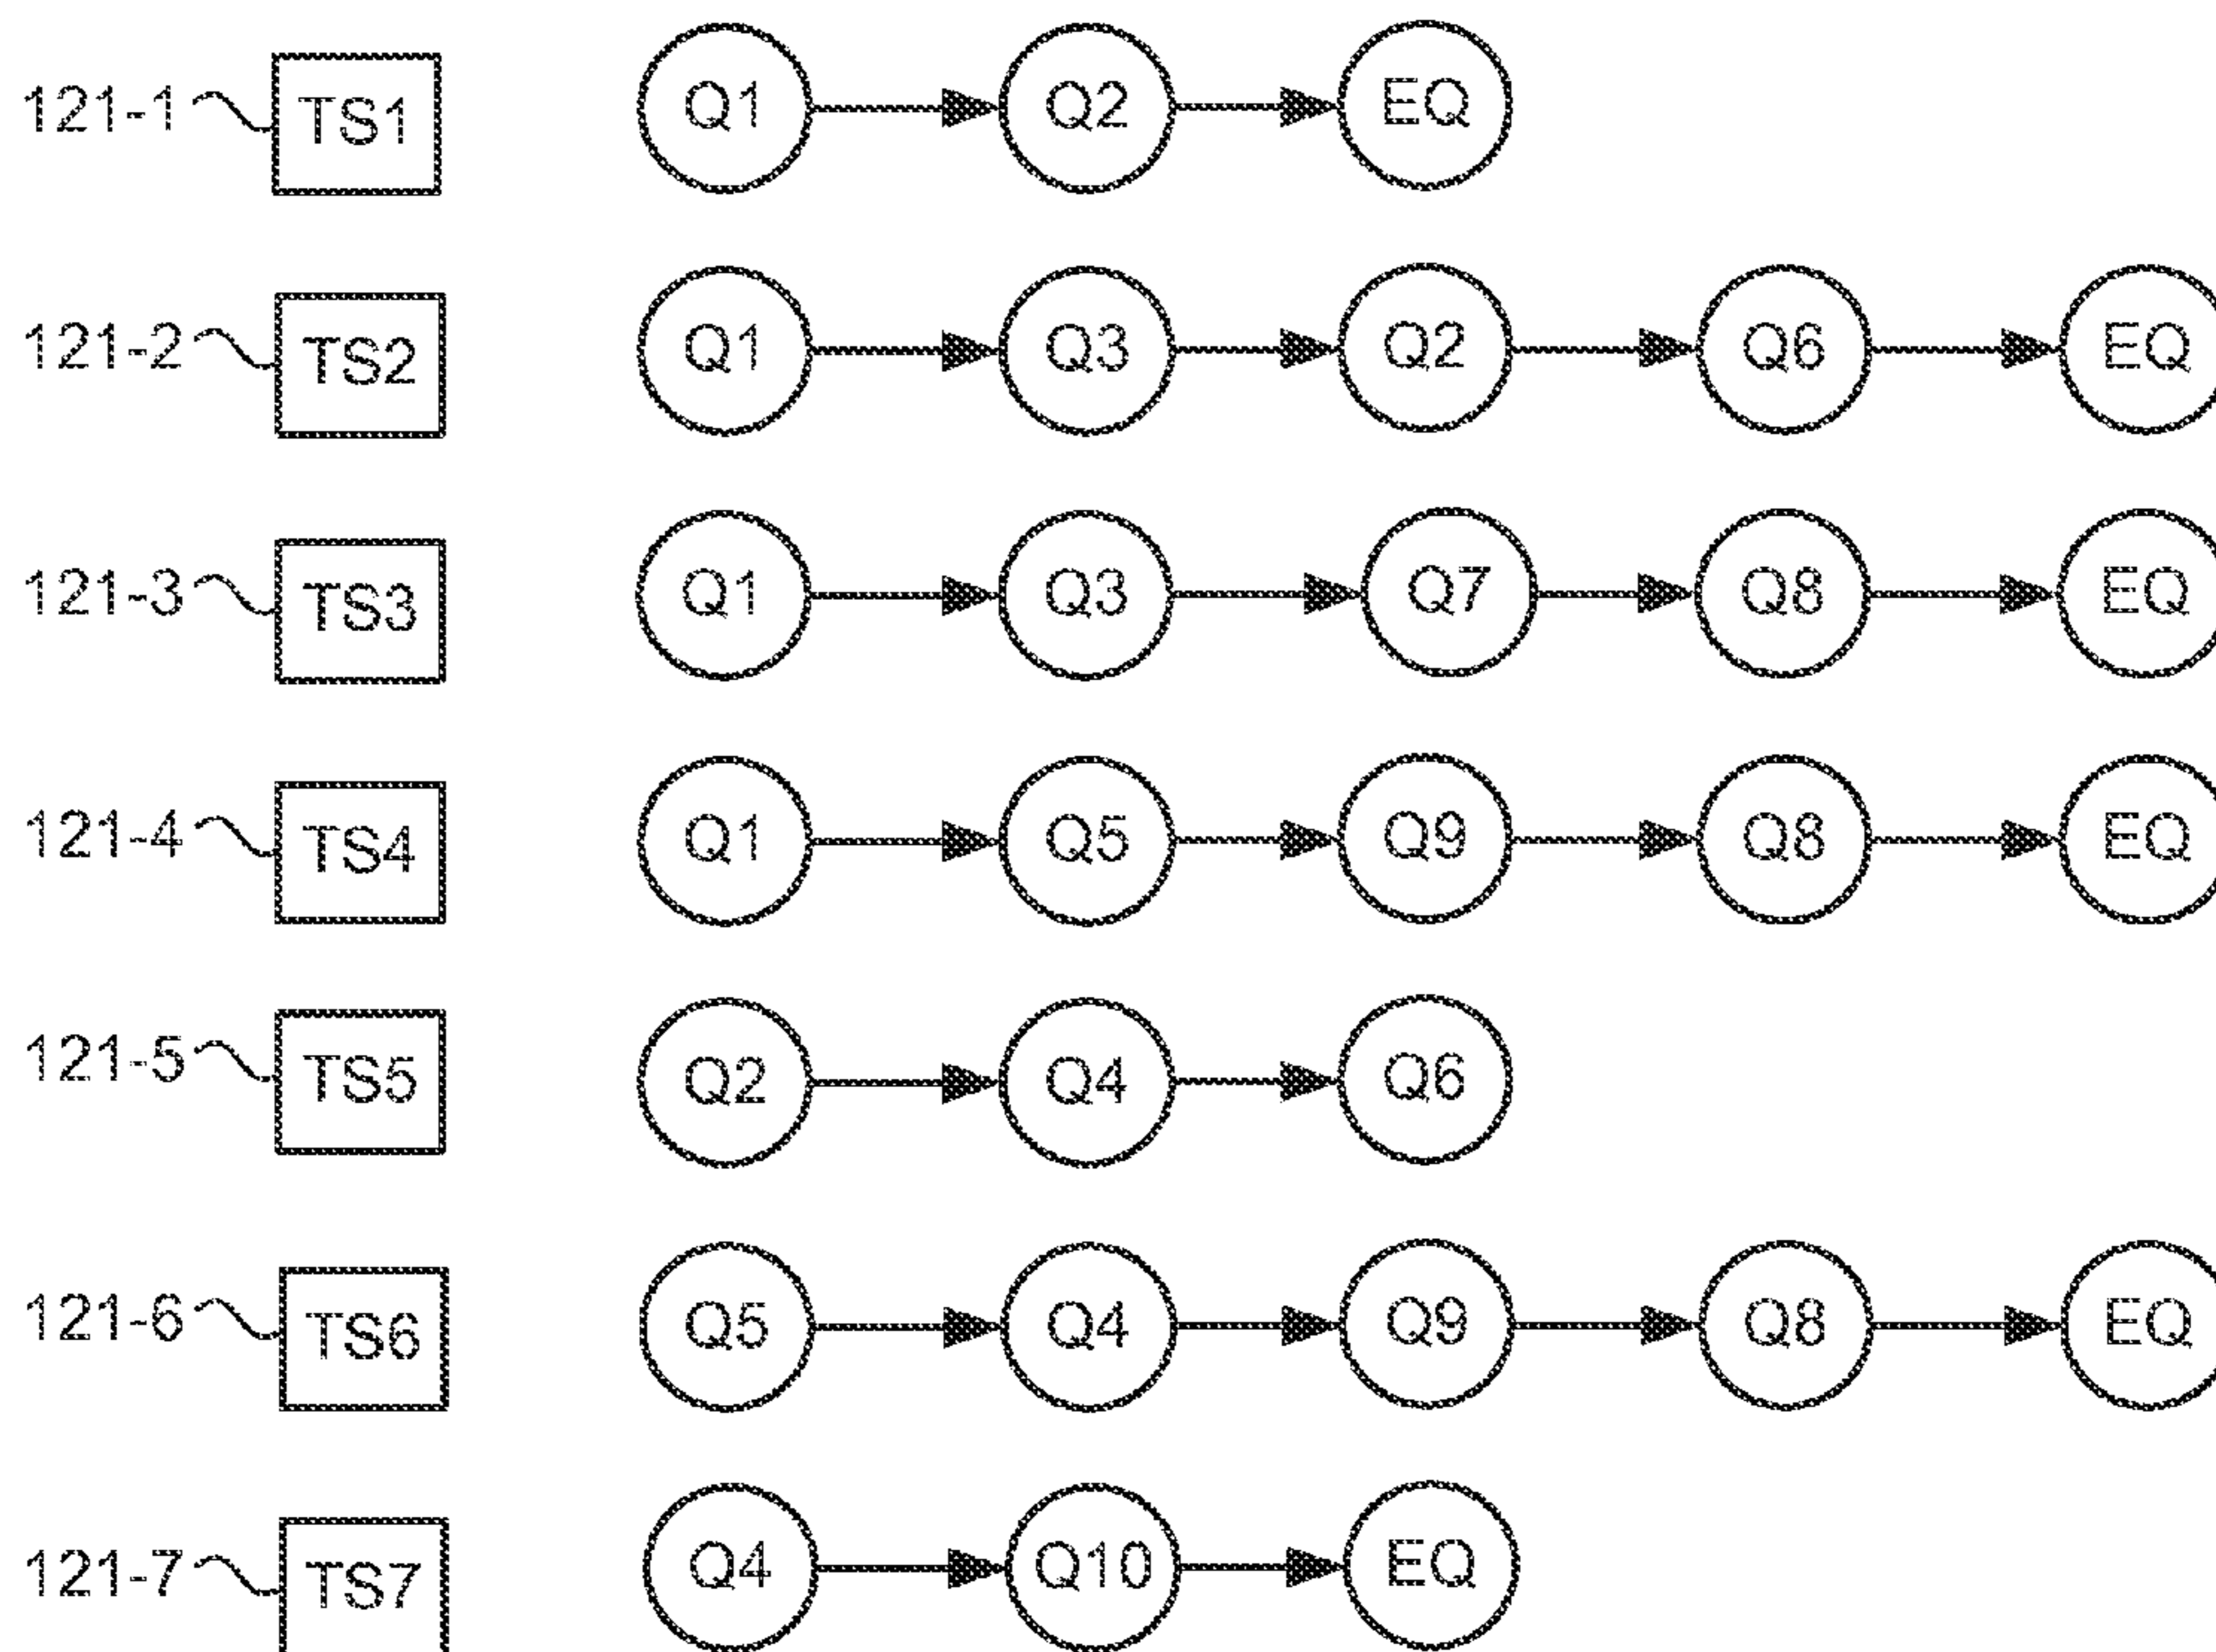 121-1 TS1 Q1 Q2 EQ
121-2 TS2 Q1 Q3 Q2 Q6 EQ
121-3 TS3 Q1 Q3 Q7 Q8 EQ
121-4 TS4 Q1 Q5 Q9 Q8 EQ
121-5 TS5 Q2 Q4 Q6
121-6 TS6 Q5 Q4 Q9 Q8 EQ
121-7 TS7 Q4 Q10 EQ